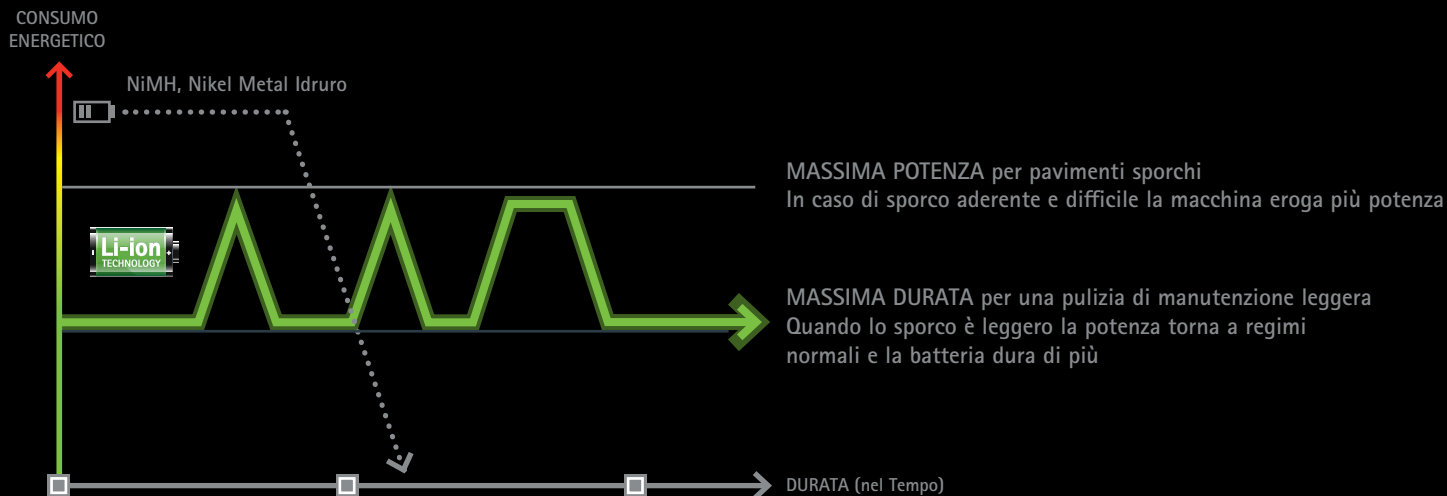 CONSUMO
ENERGETICO
NiMH, Nikel Metal Idruro
MASSIMA POTENZA per pavimenti sporchi
In caso di sporco aderente e difficile la macchina eroga più potenza
Li-ion
TECHNOLOGY
MASSIMA DURATA per una pulizia di manutenzione leggera
Quando lo sporco è leggero la potenza torna a regimi
normali e la batteria dura di più
DURATA (nel Tempo)